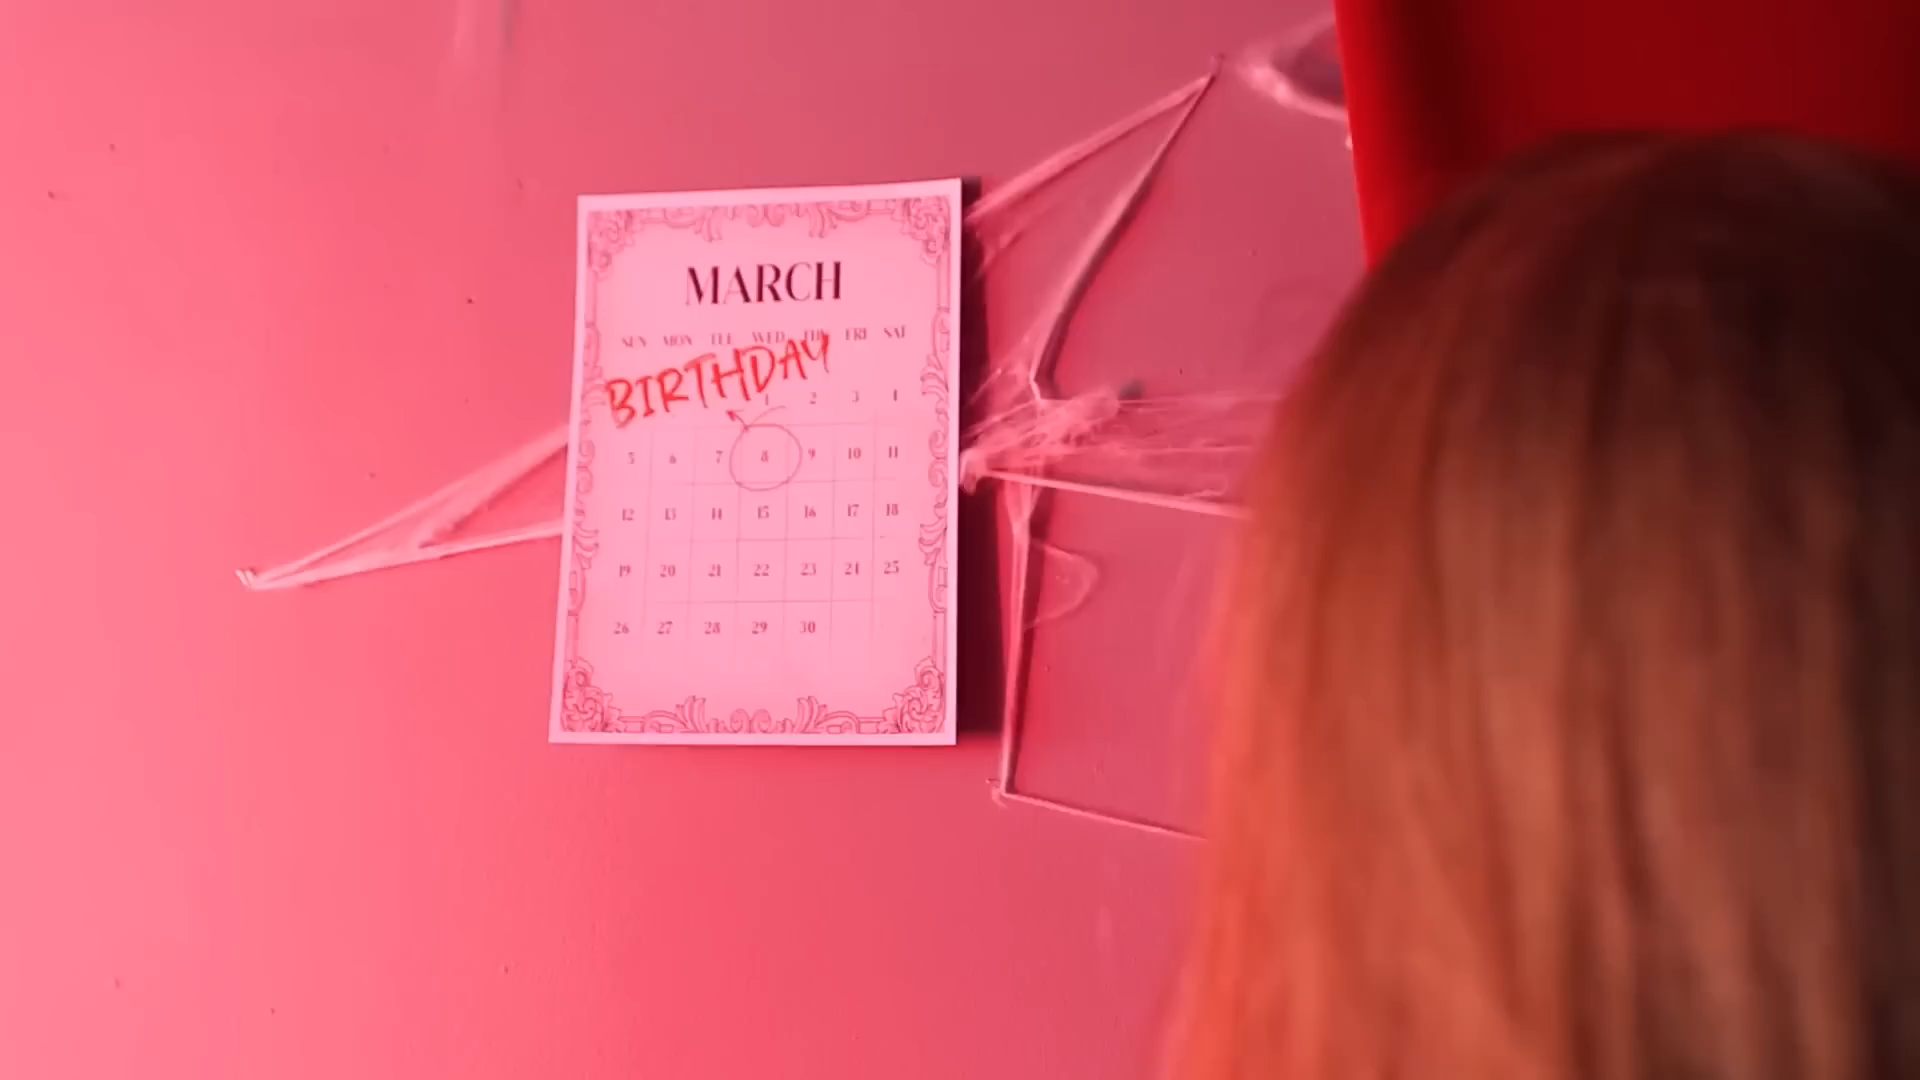 MARCH
SUN MON TUE WED THU FRI SAT
BIRTHDAY
1 2 3 4
5 6 7 8 9 10 11
12 13 14 15 16 17 18
19 20 21 22 23 24 25
26 27 28 29 30